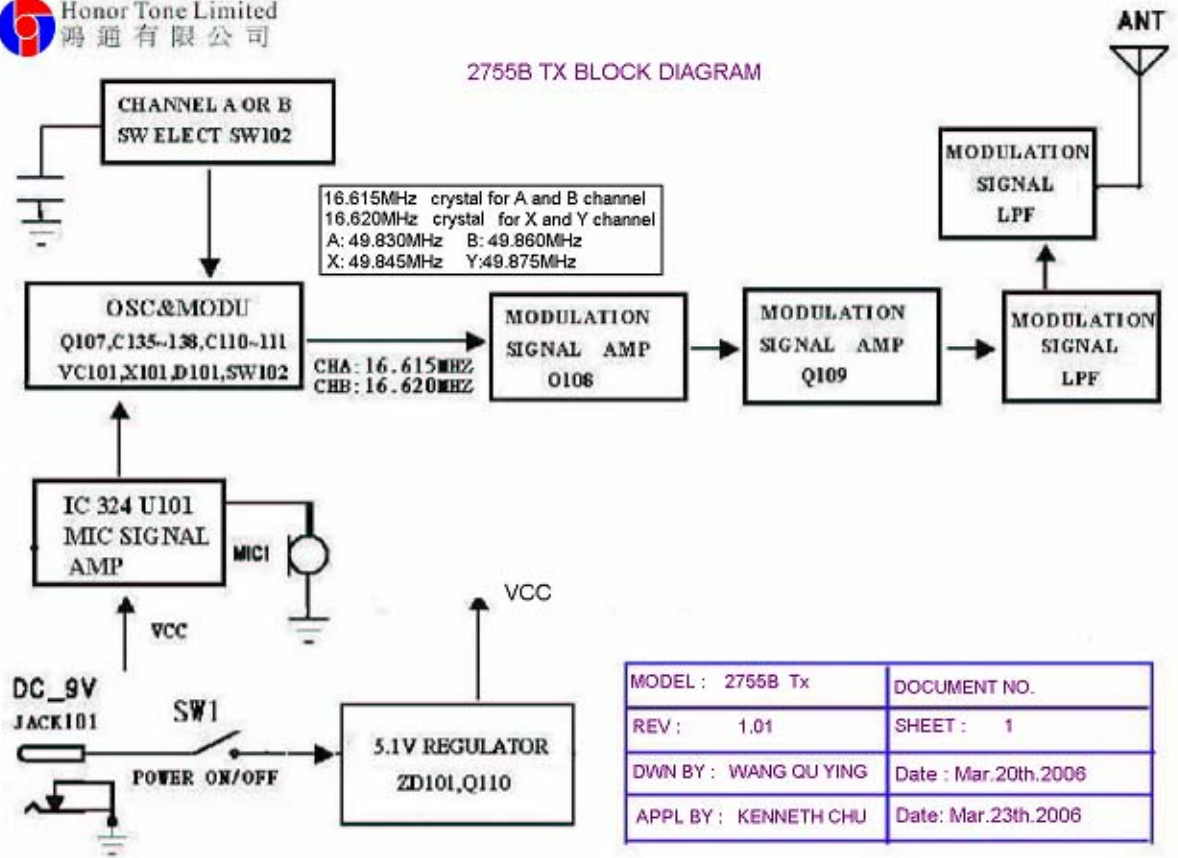 Honor Tone Limited
鴻通有限公司
2755B TX BLOCK DIAGRAM
ANT
CHANNEL A OR B
SW ELECT SW102
MODULATION
SIGNAL
LPF
16.615MHz crystal for A and B channel
16.620MHz crystal for X and Y channel
A: 49.830MHz B: 49.860MHz
X: 49.845MHz Y:49.875MHz
OSC&MODU
Q107,C135~138,C110~111
VC101,X101,D101,SW102
CHA:16.615MHZ
CHB:16.620MHZ
MODULATION
SIGNAL AMP
O108
MODULATION
SIGNAL AMP
Q109
MODULATION
SIGNAL
LPF
IC 324 U101
MIC SIGNAL
AMP
MIC1
VCC
VCC
DC_9V
JACK101
SW1
POWER ON/OFF
5.1V REGULATOR
ZD101,Q110
MODEL : 2755B Tx
DOCUMENT NO.
REV : 1.01
SHEET : 1
DWN BY : WANG QU YING
Date : Mar.20th.2006
APPL BY : KENNETH CHU
Date: Mar.23th.2006